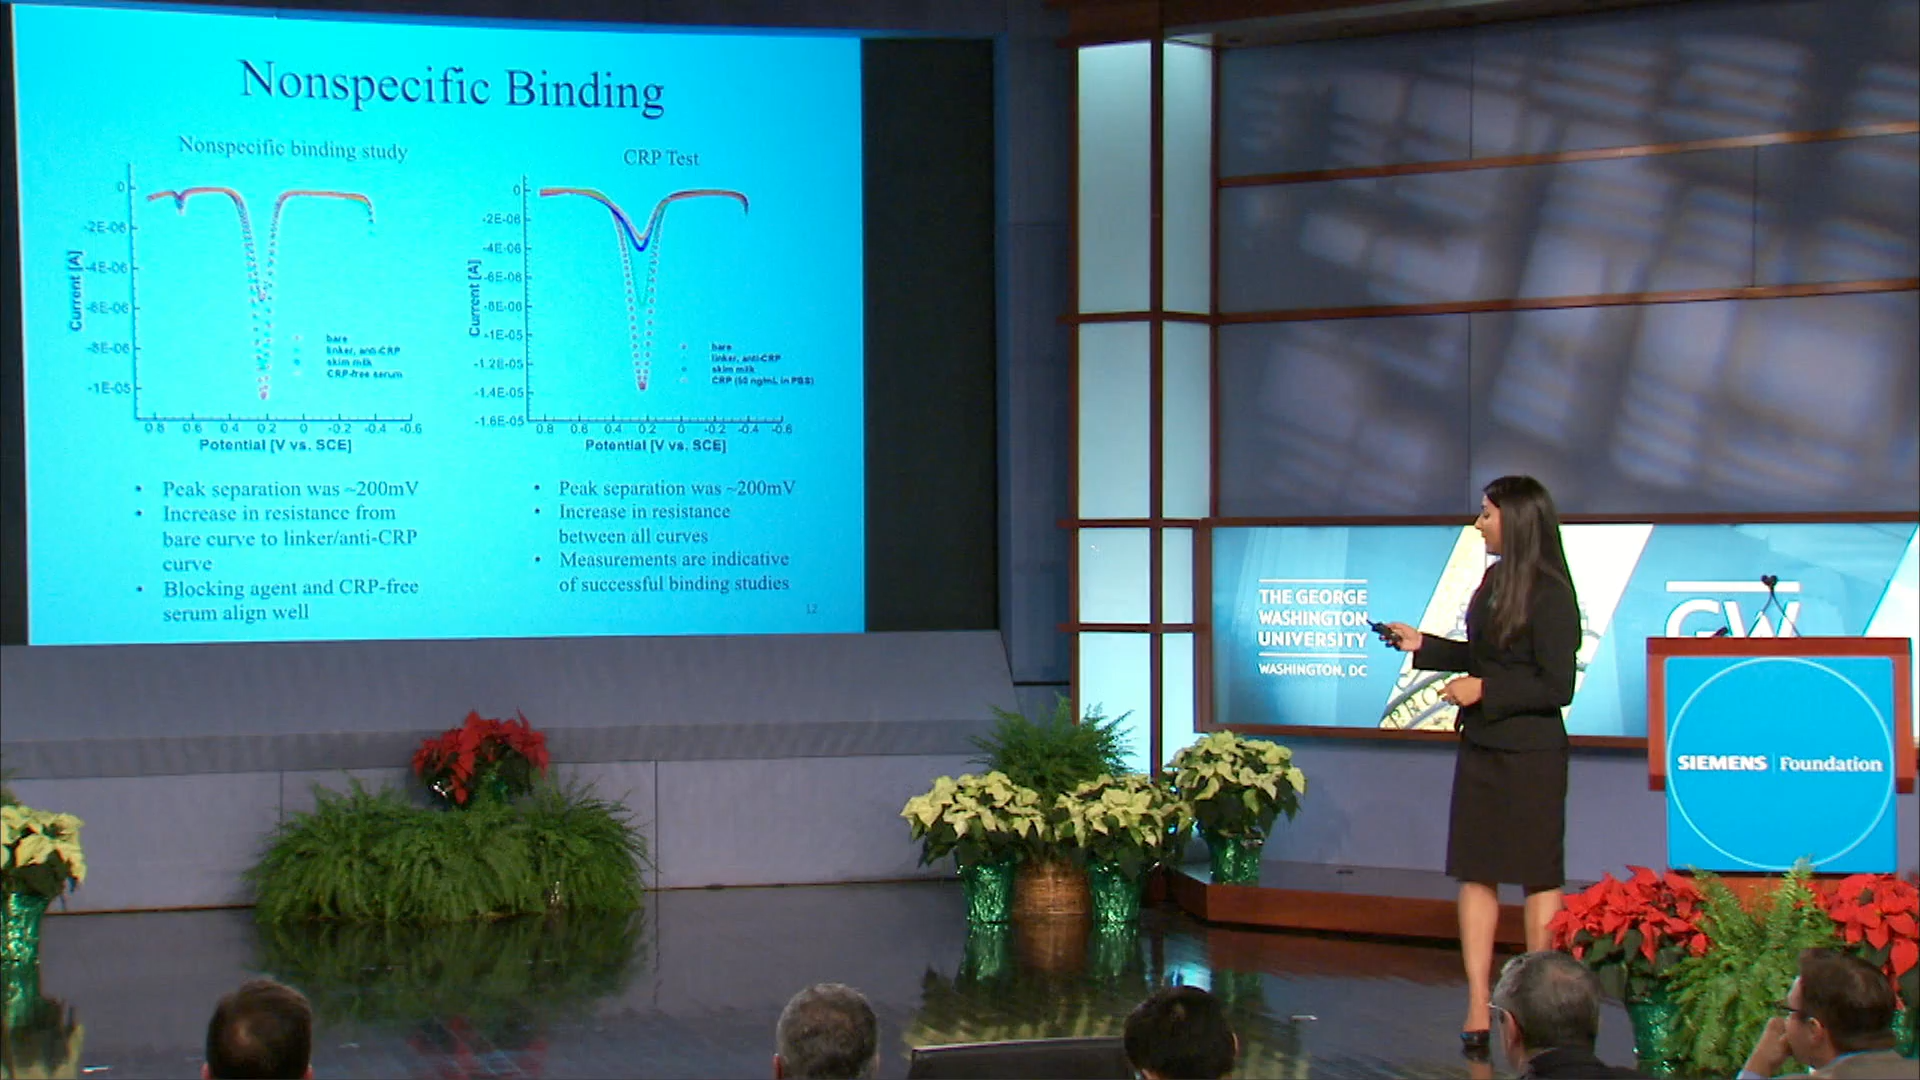 Nonspecific Binding
Nonspecific binding study
0
-2E-06
-4E-06
-6E-06
-8E-06
-1E-05
Current [A]
bare
linker, anti-CRP
skim milk
CRP-free serum
0.8 0.6 0.4 0.2 0 -0.2 -0.4 -0.6
Potential [V vs. SCE]
• Peak separation was ~200mV
• Increase in resistance from
bare curve to linker/anti-CRP
curve
• Blocking agent and CRP-free
serum align well
CRP Test
0
-2E-06
-4E-06
-6E-06
-8E-06
-1E-05
-1.2E-05
-1.4E-05
-1.6E-05
Current [A]
bare
linker, anti-CRP
skim milk
CRP (50 ng/mL in PBS)
0.8 0.6 0.4 0.2 0 -0.2 -0.4 -0.6
Potential [V vs. SCE]
• Peak separation was ~200mV
• Increase in resistance
between all curves
• Measurements are indicative
of successful binding studies
12
THE GEORGE
WASHINGTON
UNIVERSITY
WASHINGTON, DC
GW
SIEMENS | Foundation